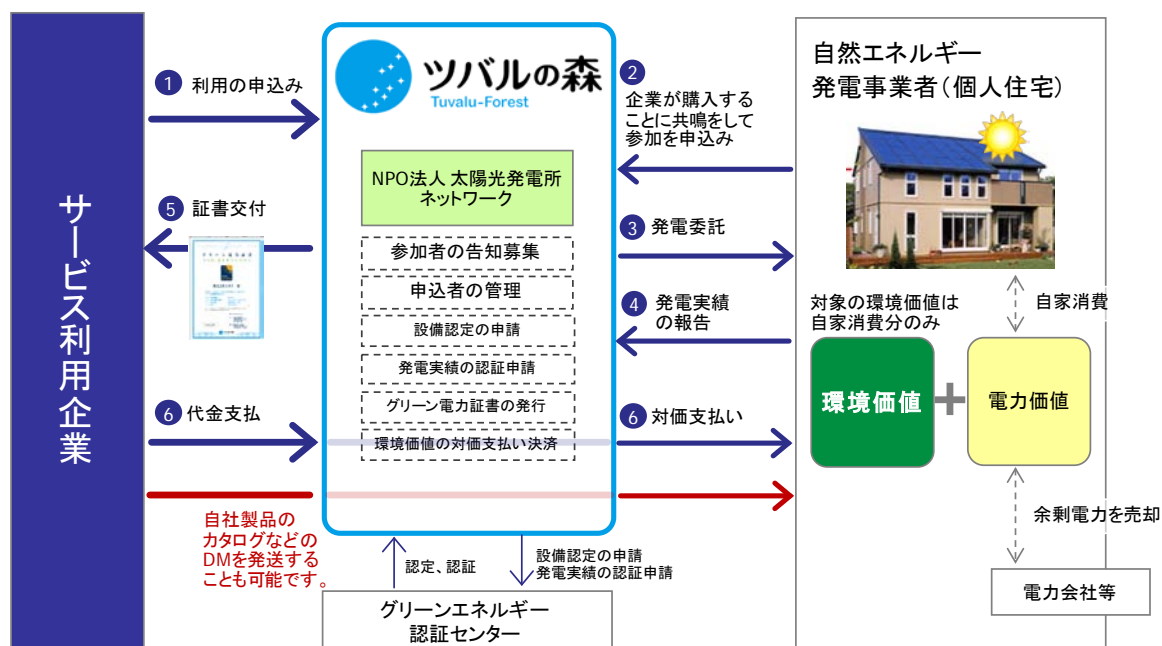 サービス利用企業
1 利用の申込み
5 証書交付
6 代金支払
自社製品の
カタログなどの
DMを発送する
ことも可能です。
ツバルの森
Tuvalu-Forest
NPO法人 太陽光発電所
ネットワーク
参加者の告知募集
申込者の管理
設備認定の申請
発電実績の認証申請
グリーン電力証書の発行
環境価値の対価支払い決済
認定、認証
設備認定の申請
発電実績の認証申請
グリーンエネルギー
認証センター
2
企業が購入する
ことに共鳴をして
参加を申込み
3 発電委託
4 発電実績
の報告
6 対価支払い
自然エネルギー
発電事業者(個人住宅)
対象の環境価値は
自家消費分のみ
自家消費
環境価値
+
電力価値
余剰電力を売却
電力会社等